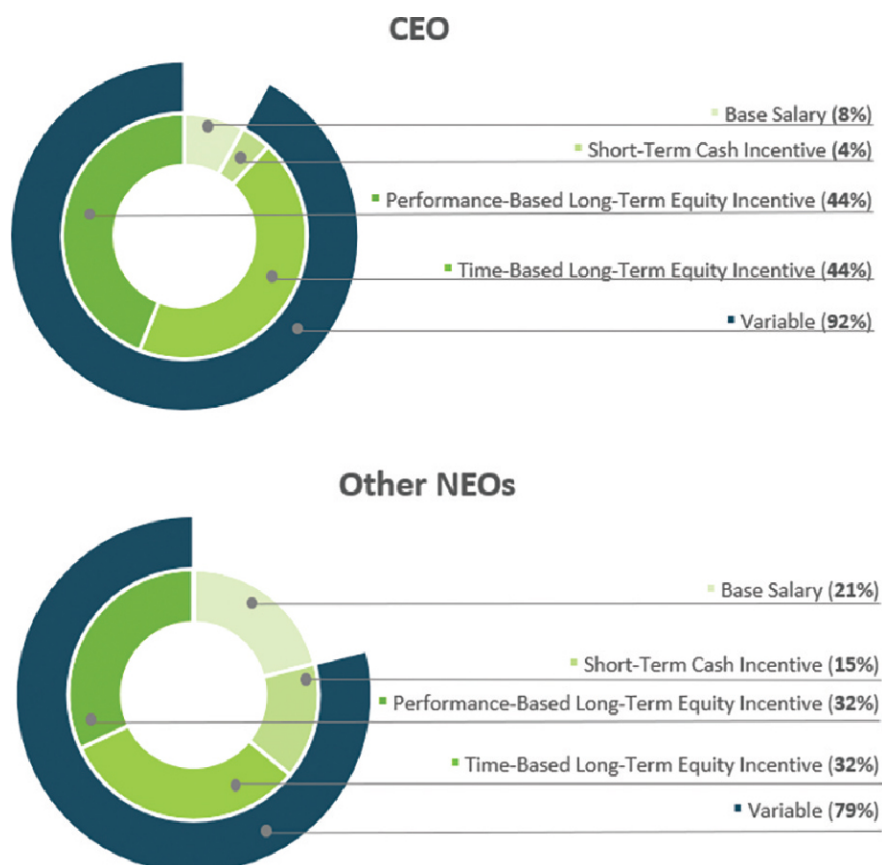 CEO
Base Salary (8%)
Short-Term Cash Incentive (4%)
Performance-Based Long-Term Equity Incentive (44%)
Time-Based Long-Term Equity Incentive (44%)
Variable (92%)
Other NEOs
Base Salary (21%)
Short-Term Cash Incentive (15%)
Performance-Based Long-Term Equity Incentive (32%)
Time-Based Long-Term Equity Incentive (32%)
Variable (79%)